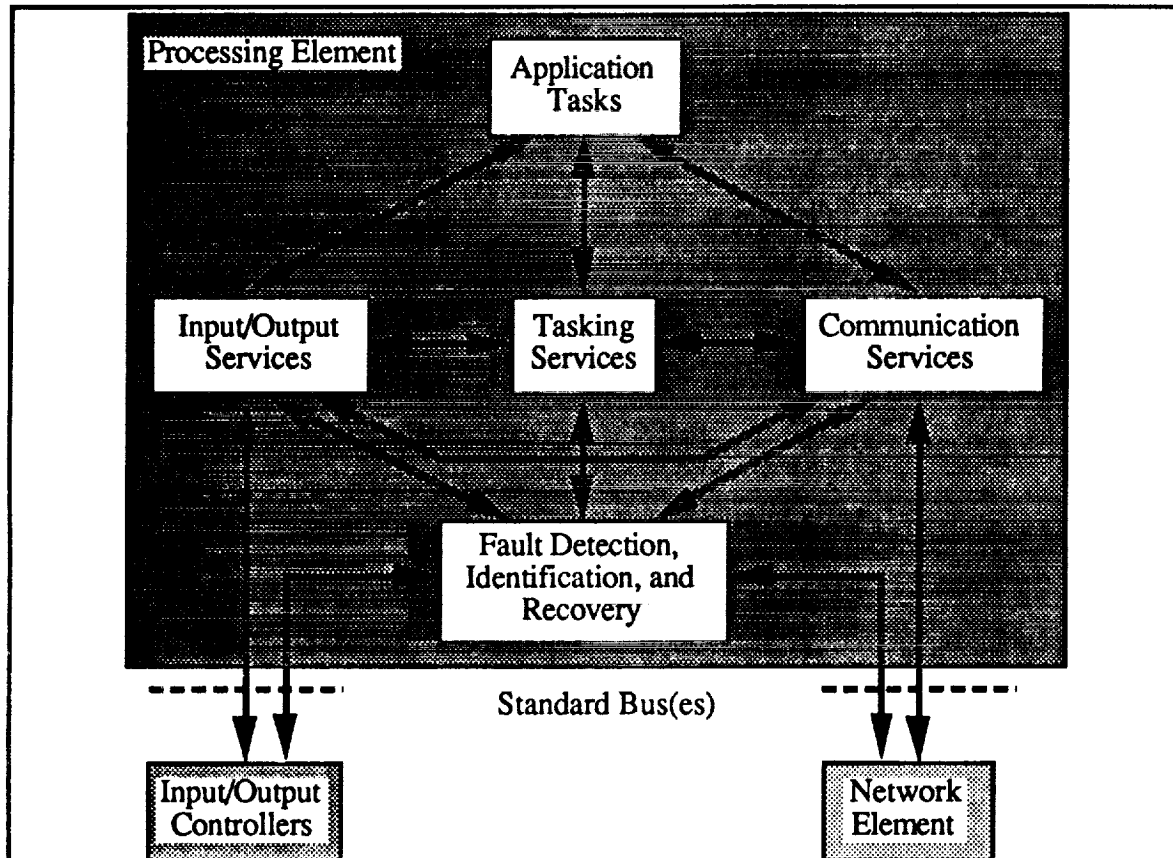 Processing Element
Application
Tasks
Input/Output
Services
Tasking
Services
Communication
Services
Fault Detection,
Identification, and
Recovery
Standard Bus(es)
Input/Output
Controllers
Network
Element